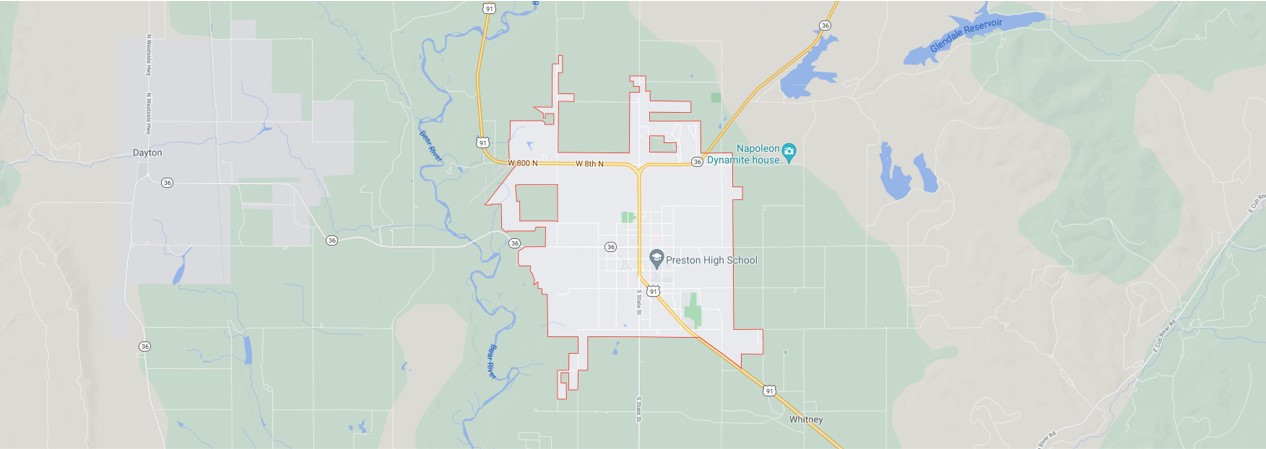 91
B
36
Glendale Reservoir
N Westside Hwy
N Westside Hwy
Bear River
91
Dayton
W 800 N
W 8th N
36
Napoleon
Dynamite house
36
36
36
36
Preston High School
91
S State St
E Cub River Rd
36
Bear River
91
S State St
Whitney
River Rd